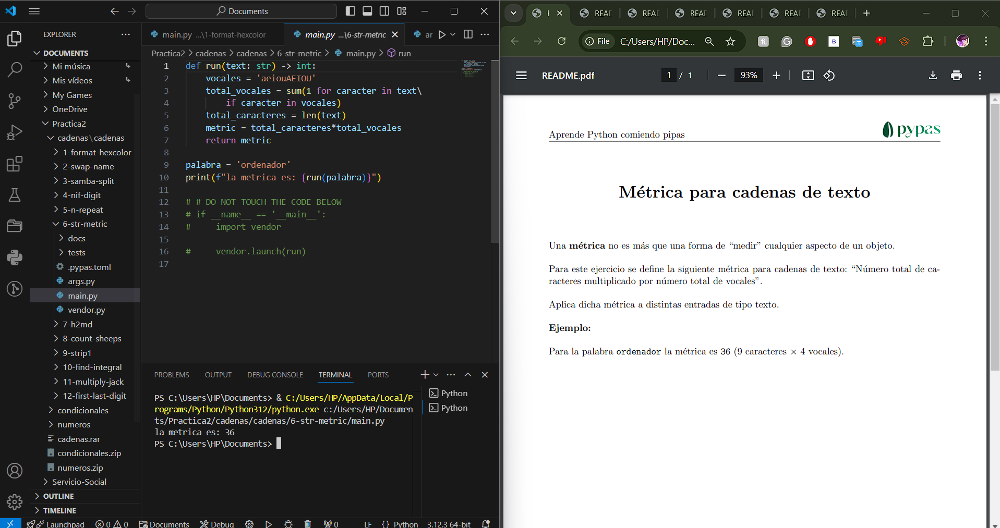 Documents
EXPLORER
DOCUMENTS
Mi música
Mis vídeos
My Games
OneDrive
Practica2
cadenas\cadenas
1-format-hexcolor
2-swap-name
3-samba-split
4-nif-digit
5-n-repeat
6-str-metric
docs
tests
.pypas.toml
args.py
main.py
vendor.py
7-h2md
8-count-sheeps
9-strip1
10-find-integral
11-multiply-jack
12-first-last-digit
condicionales
numeros
cadenas.rar
condicionales.zip
numeros.zip
Servicio-Social
OUTLINE
TIMELINE
main.py ...\1-format-hexcolor
main.py ...\6-str-metric
ar
Practica2 > cadenas > cadenas > 6-str-metric > main.py > run
1 def run(text: str) -> int:
2 vocales = 'aeiouAEIOU'
3 total_vocales = sum(1 for caracter in text\
4 if caracter in vocales)
5 total_caracteres = len(text)
6 metric = total_caracteres*total_vocales
7 return metric
8
9 palabra = 'ordenador'
10 print(f"la metrica es: {run(palabra)}")
11
12 # # DO NOT TOUCH THE CODE BELOW
13 # if __name__ == '__main__':
14 # import vendor
15
16 # vendor.launch(run)
17
PROBLEMS OUTPUT DEBUG CONSOLE TERMINAL PORTS
PS C:\Users\HP\Documents> & C:/Users/HP/AppData/Local/P
rograms/Python/Python312/python.exe c:/Users/HP/Documen
ts/Practica2/cadenas/cadenas/6-str-metric/main.py
la metrica es: 36
PS C:\Users\HP\Documents>
Python
Python
Launchpad 0 0 Documents Debug 0 LF {} Python 3.12.3 64-bit
READ READ READ READ READ READ
File C:/Users/HP/Doc...
README.pdf 1 / 1 93%
Aprende Python comiendo pipas
pypas
Métrica para cadenas de texto
Una métrica no es más que una forma de “medir” cualquier aspecto de un objeto.
Para este ejercicio se define la siguiente métrica para cadenas de texto: “Número total de ca-
racteres multiplicado por número total de vocales”.
Aplica dicha métrica a distintas entradas de tipo texto.
Ejemplo:
Para la palabra ordenador la métrica es 36 (9 caracteres × 4 vocales).